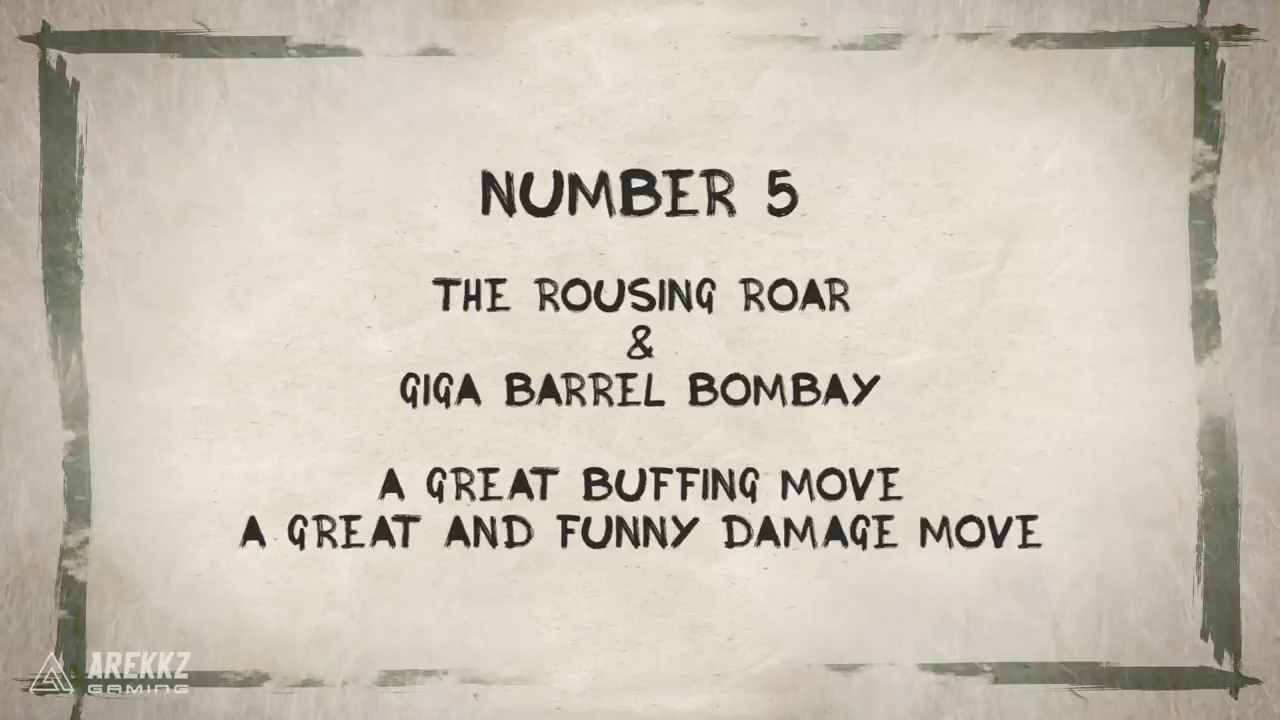 NUMBER 5
THE ROUSING ROAR
&
GIGA BARREL BOMBAY
A GREAT BUFFING MOVE
A GREAT AND FUNNY DAMAGE MOVE
AREKKZ
GAMING